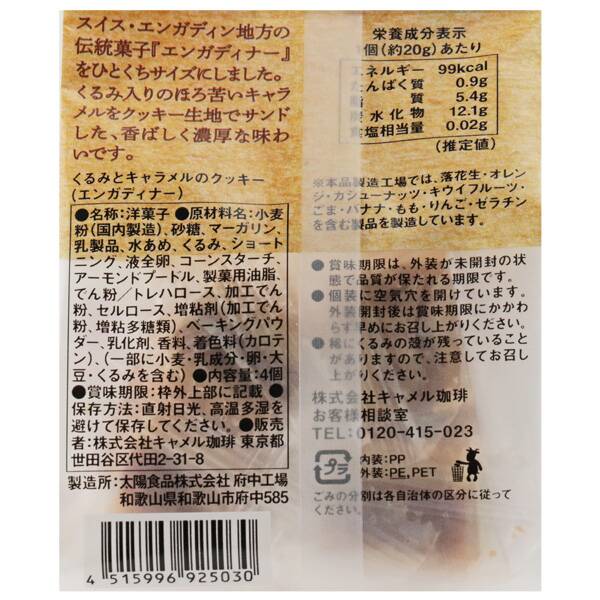 スイス・エンガディン地方の
伝統菓子『エンガディナー』
をひとくちサイズにしました。
くるみ入りのほろ苦いキャラ
メルをクッキー生地でサンド
した、香ばしく濃厚な味わ
いです。
くるみとキャラメルのクッキー
(エンガディナー)
●名称:洋菓子 ●原材料名:小麦
粉(国内製造)、砂糖、マーガリン、
乳製品、水あめ、くるみ、ショート
ニング、液全卵、コーンスターチ、
アーモンドプードル、製菓用油脂、
でん粉／トレハロース、加工でん
粉、セルロース、増粘剤(加工でん
粉、増粘多糖類)、ベーキングパウ
ダー、乳化剤、香料、着色料(カロテ
ン)、(一部に小麦・乳成分・卵・大
豆・くるみを含む) ●内容量:4個
●賞味期限:枠外上部に記載 ●
保存方法:直射日光、高温多湿を
避けて保存してください。●販売
者:株式会社キャメル珈琲 東京都
世田谷区代田2-31-8
製造所:太陽食品株式会社 府中工場
和歌山県和歌山市府中585
4 515996 925030
栄養成分表示
1個(約20g)あたり
エネルギー 99kcal
たんぱく質 0.9g
脂質 5.4g
炭水化物 12.1g
食塩相当量 0.02g
(推定値)
※本品製造工場では、落花生・オレン
ジ・カシューナッツ・キウイフルーツ・
ごま・バナナ・もも・りんご・ゼラチン
を含む製品を製造しています。
●賞味期限は、外装が未開封の状
態で品質が保たれる期限です。
●個装に空気穴を開けています。
外装開封後は賞味期限にかかわ
らず早めにお召し上がりください。
●稀にくるみの殻が残っていること
がありますので、注意してお召し
上がりください。
株式会社キャメル珈琲
お客様相談室
TEL:0120-415-023
プラ
内装:PP
外装:PE,PET
ごみの分別は各自治体の区分に従って
ください。